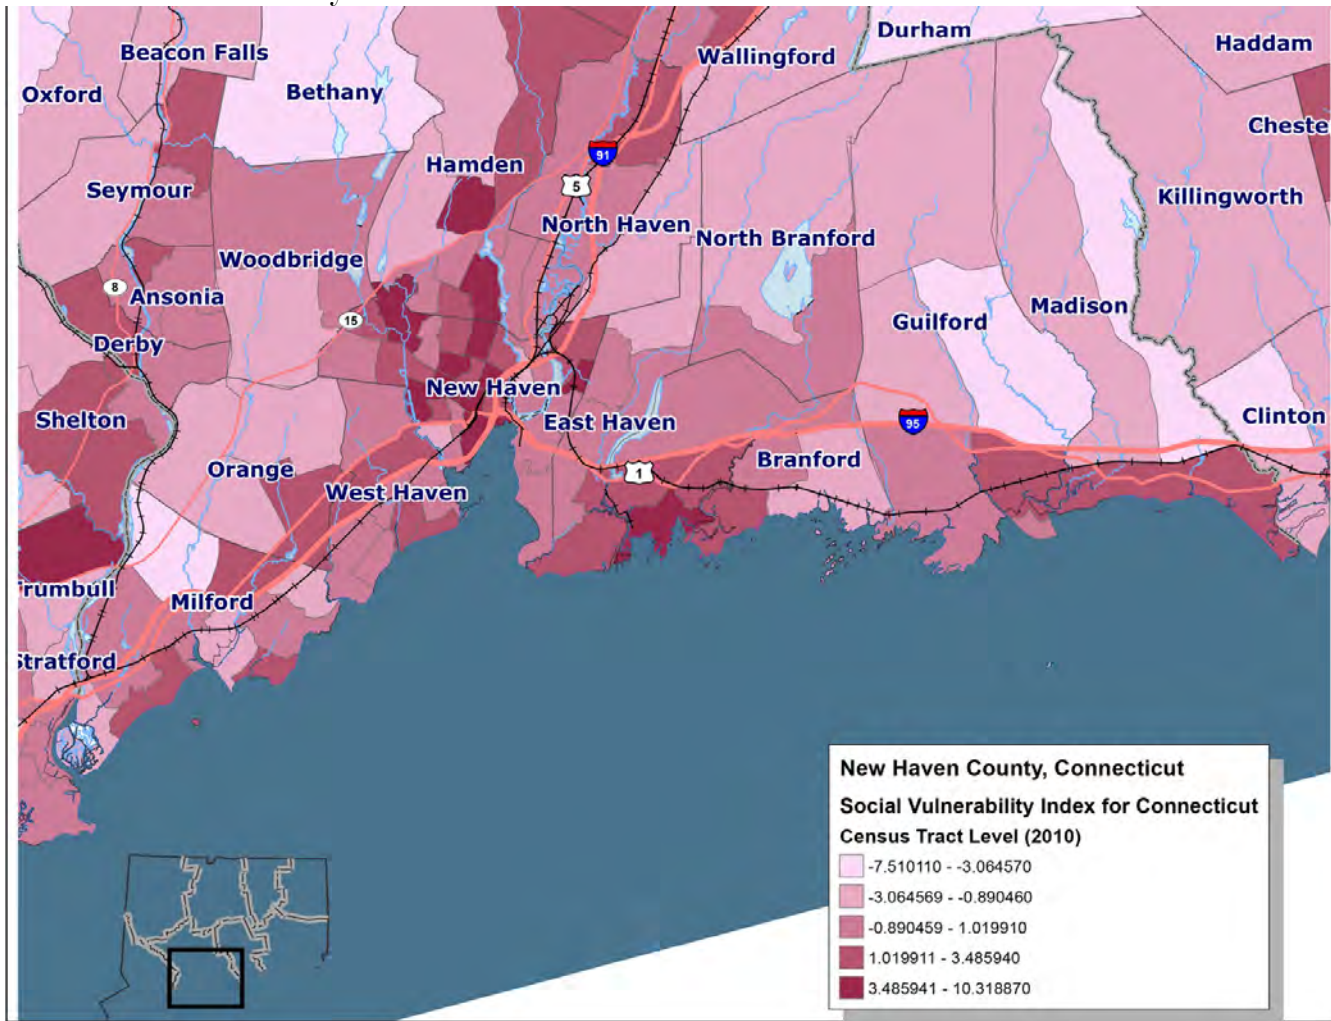 Durham
Haddam
Beacon Falls
Wallingford
Oxford
Bethany
Cheste
91
Hamden
5
Seymour
Killingworth
North Haven
North Branford
Woodbridge
8
Ansonia
Madison
15
Guilford
Derby
New Haven
Shelton
East Haven
95
Clinton
Orange
1
Branford
West Haven
Trumbull
Milford
Stratford
New Haven County, Connecticut
Social Vulnerability Index for Connecticut
Census Tract Level (2010)
-7.510110 - -3.064570
-3.064569 - -0.890460
-0.890459 - 1.019910
1.019911 - 3.485940
3.485941 - 10.318870